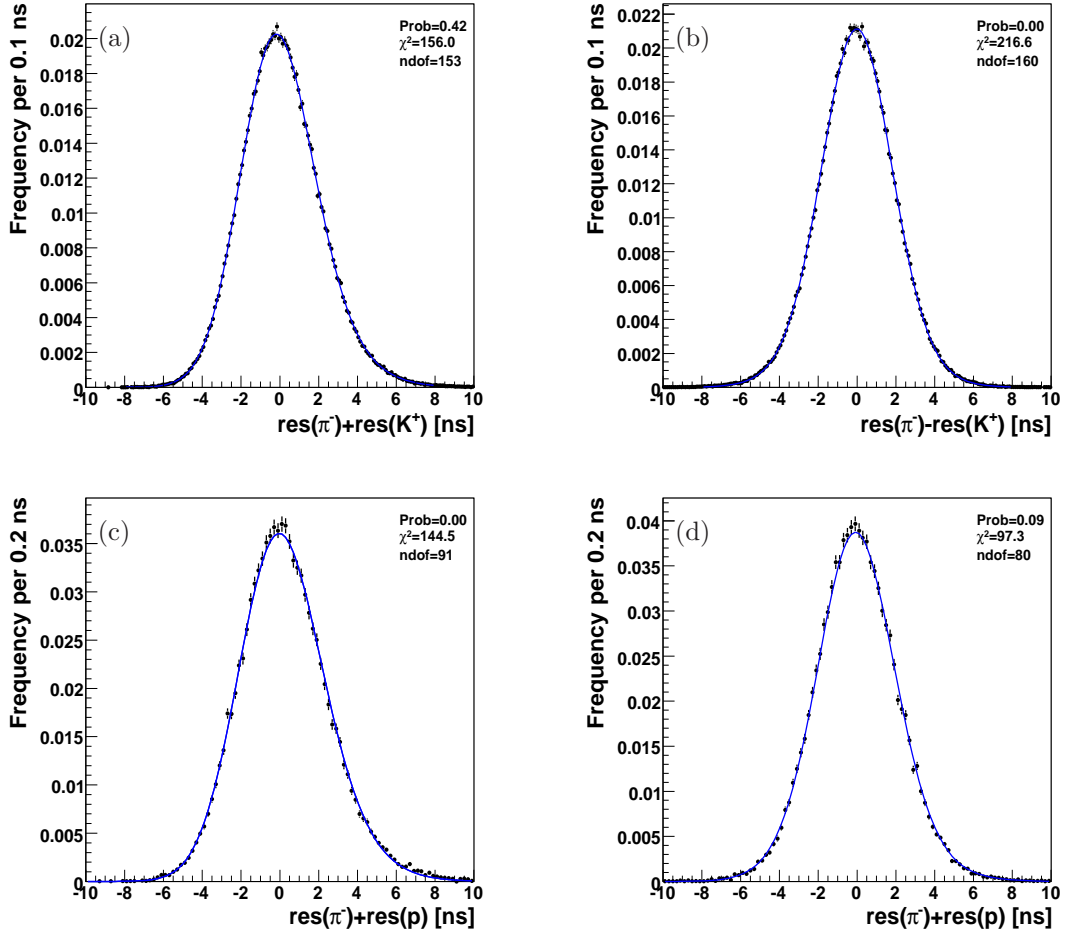 (a)
Prob=0.42
χ²=156.0
ndof=153
Frequency per 0.1 ns
0.02
0.018
0.016
0.014
0.012
0.01
0.008
0.006
0.004
0.002
0
-10 -8 -6 -4 -2 0 2 4 6 8 10
res(π⁻)+res(K⁺) [ns]
(b)
Prob=0.00
χ²=216.6
ndof=160
Frequency per 0.1 ns
0.022
0.02
0.018
0.016
0.014
0.012
0.01
0.008
0.006
0.004
0.002
0
-10 -8 -6 -4 -2 0 2 4 6 8 10
res(π⁻)-res(K⁺) [ns]
(c)
Prob=0.00
χ²=144.5
ndof=91
Frequency per 0.2 ns
0.035
0.03
0.025
0.02
0.015
0.01
0.005
0
-10 -8 -6 -4 -2 0 2 4 6 8 10
res(π⁻)+res(p) [ns]
(d)
Prob=0.09
χ²=97.3
ndof=80
Frequency per 0.2 ns
0.04
0.035
0.03
0.025
0.02
0.015
0.01
0.005
0
-10 -8 -6 -4 -2 0 2 4 6 8 10
res(π⁻)+res(p) [ns]